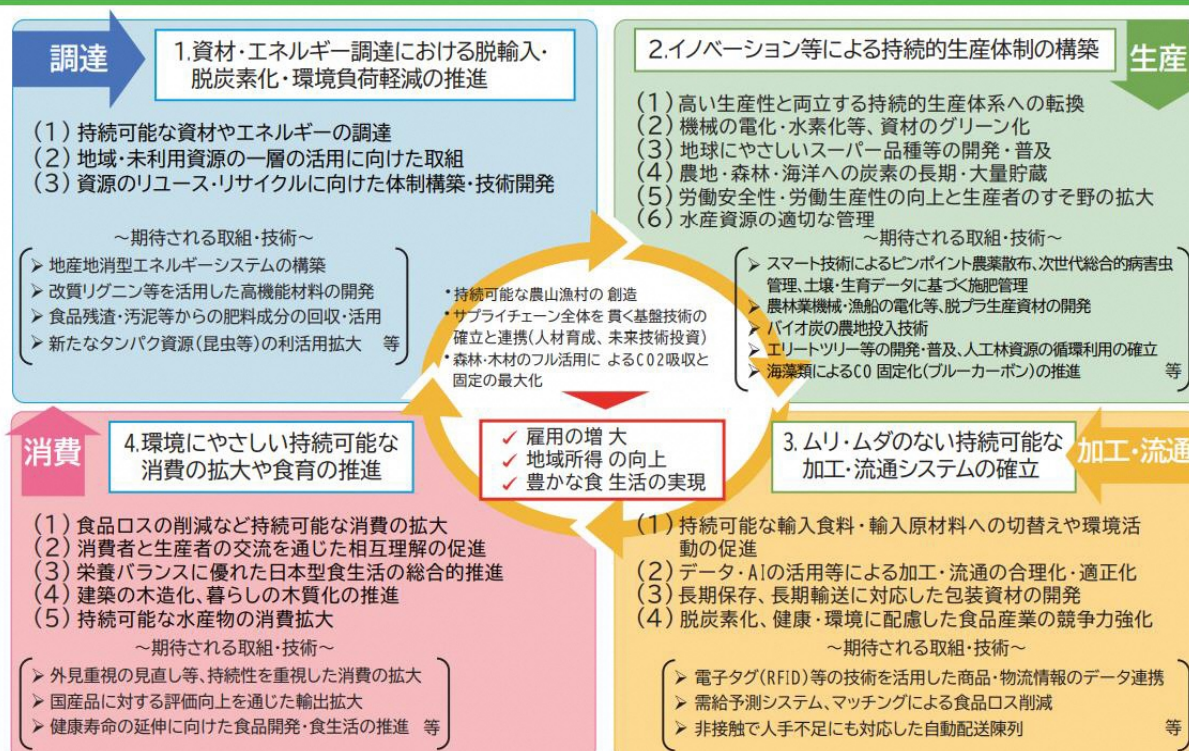 調達
1.資材・エネルギー調達における脱輸入・
脱炭素化・環境負荷軽減の推進
(1)持続可能な資材やエネルギーの調達
(2)地域・未利用資源の一層の活用に向けた取組
(3)資源のリユース・リサイクルに向けた体制構築・技術開発
～期待される取組・技術～
➢ 地産地消型エネルギーシステムの構築
➢ 改質リグニン等を活用した高機能材料の開発
➢ 食品残渣・汚泥等からの肥料成分の回収・活用
➢ 新たなタンパク資源(昆虫等)の利活用拡大 等
2.イノベーション等による持続的生産体制の構築
生産
(1)高い生産性と両立する持続的生産体系への転換
(2)機械の電化・水素化等、資材のグリーン化
(3)地球にやさしいスーパー品種等の開発・普及
(4)農地・森林・海洋への炭素の長期・大量貯蔵
(5)労働安全性・労働生産性の向上と生産者のすそ野の拡大
(6)水産資源の適切な管理
～期待される取組・技術～
➢ スマート技術によるピンポイント農薬散布、次世代総合的病害虫
管理、土壌・生育データに基づく施肥管理
➢ 農林業機械・漁船の電化等、脱プラ生産資材の開発
➢ バイオ炭の農地投入技術
➢ エリートツリー等の開発・普及、人工林資源の循環利用の確立
➢ 海藻類によるCO 固定化(ブルーカーボン)の推進 等
•持続可能な農山漁村の 創造
•サプライチェーン全体を 貫く基盤技術の
確立と連携(人材育成、未来技術投資)
•森林・木材のフル活用に よるCO2吸収と
固定の最大化
✓ 雇用の増 大
✓ 地域所得 の向上
✓ 豊かな食 生活の実現
消費
4.環境にやさしい持続可能な
消費の拡大や食育の推進
(1)食品ロスの削減など持続可能な消費の拡大
(2)消費者と生産者の交流を通じた相互理解の促進
(3)栄養バランスに優れた日本型食生活の総合的推進
(4)建築の木造化、暮らしの木質化の推進
(5)持続可能な水産物の消費拡大
～期待される取組・技術～
➢ 外見重視の見直し等、持続性を重視した消費の拡大
➢ 国産品に対する評価向上を通じた輸出拡大
➢ 健康寿命の延伸に向けた食品開発・食生活の推進 等
3.ムリ・ムダのない持続可能な
加工・流通システムの確立
加工・流通
(1)持続可能な輸入食料・輸入原材料への切替えや環境活
動の促進
(2)データ・AIの活用等による加工・流通の合理化・適正化
(3)長期保存、長期輸送に対応した包装資材の開発
(4)脱炭素化、健康・環境に配慮した食品産業の競争力強化
～期待される取組・技術～
➢ 電子タグ(RFID)等の技術を活用した商品・物流情報のデータ連携
➢ 需給予測システム、マッチングによる食品ロス削減
➢ 非接触で人手不足にも対応した自動配送陳列 等